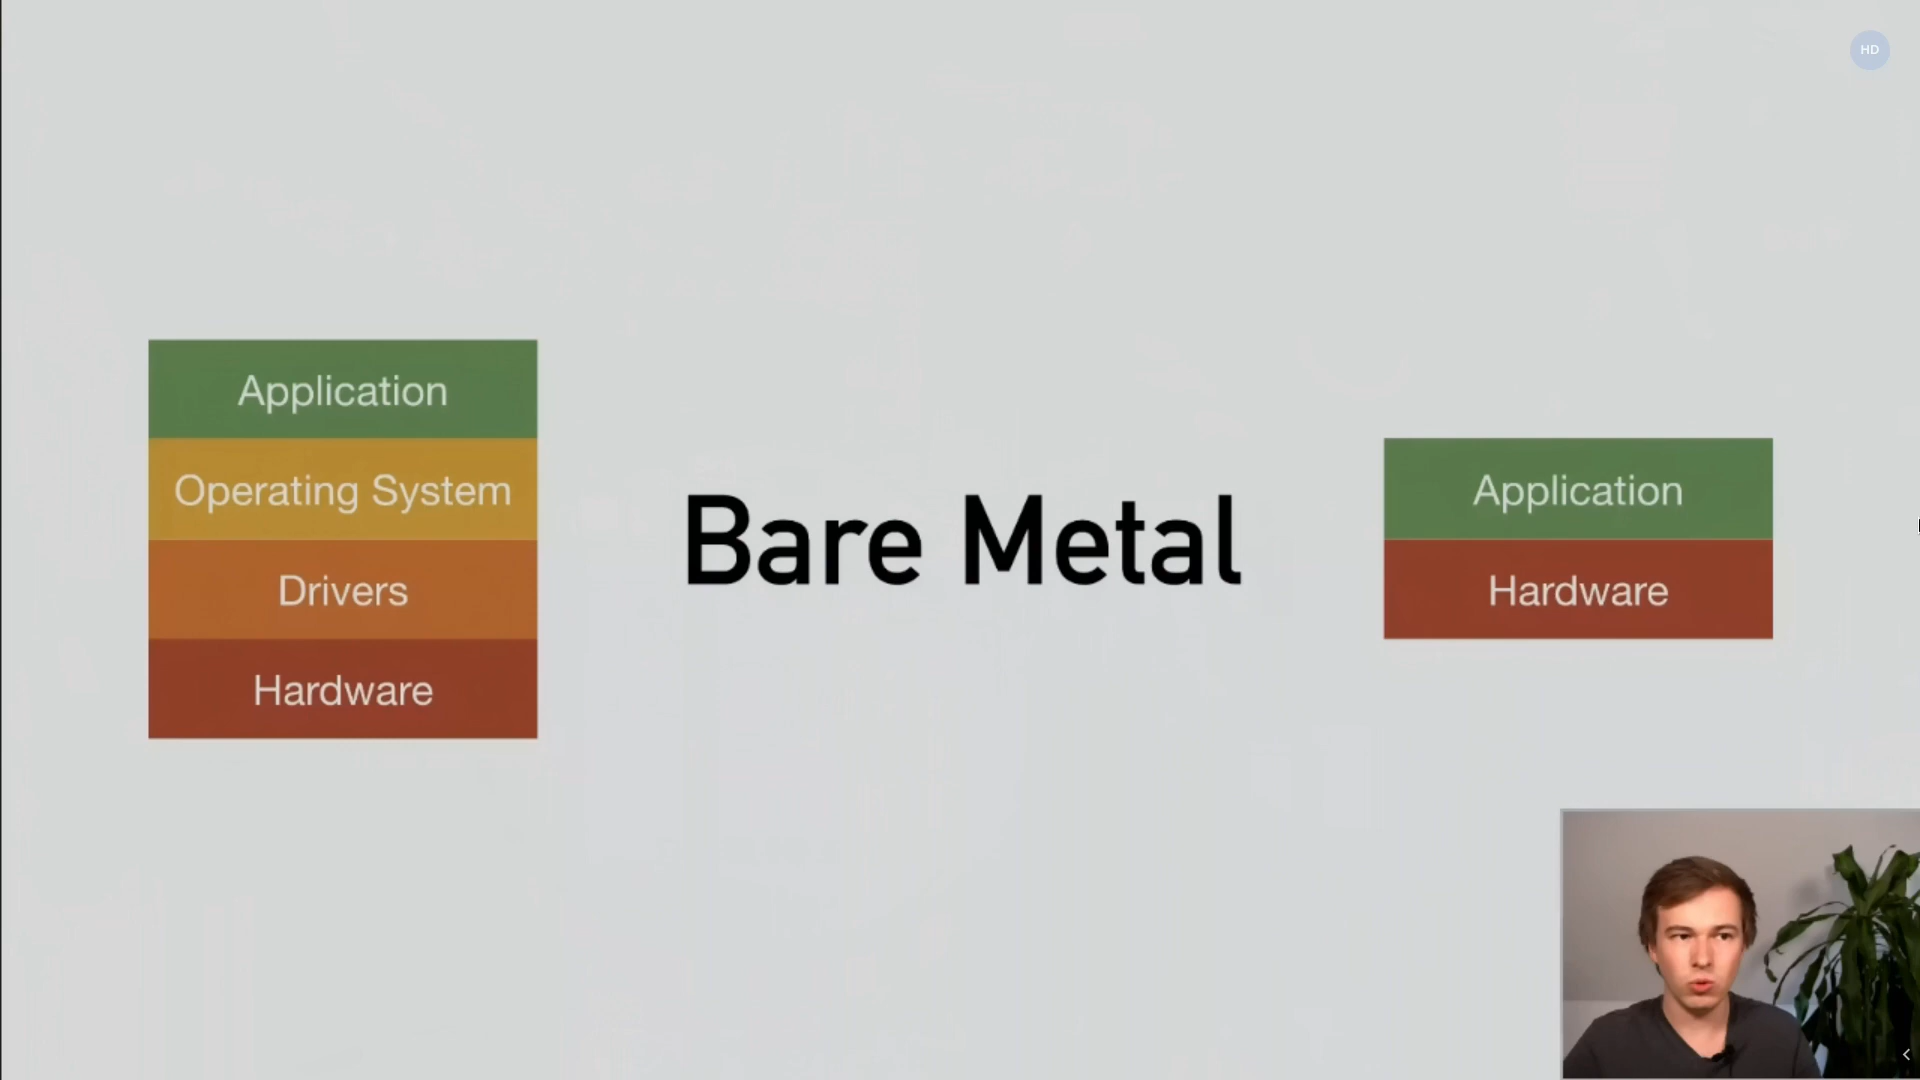 HD
Application
Operating System
Drivers
Hardware
Bare Metal
Application
Hardware